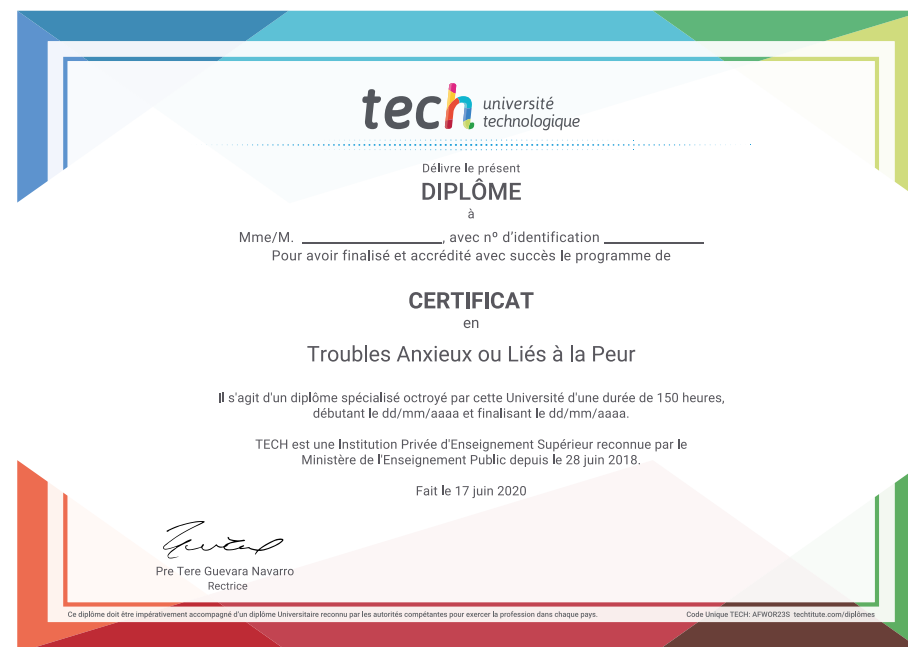 tech université
technologique
Délivre le présent
DIPLÔME
à
Mme/M. ____________________, avec nº d'identification ______________
Pour avoir finalisé et accrédité avec succès le programme de
CERTIFICAT
en
Troubles Anxieux ou Liés à la Peur
Il s'agit d'un diplôme spécialisé octroyé par cette Université d'une durée de 150 heures,
débutant le dd/mm/aaaa et finalisant le dd/mm/aaaa.
TECH est une Institution Privée d'Enseignement Supérieur reconnue par le
Ministère de l'Enseignement Public depuis le 28 juin 2018.
Fait le 17 juin 2020
Pre Tere Guevara Navarro
Rectrice
Ce diplôme doit être impérativement accompagné d'un diplôme Universitaire reconnu par les autorités compétentes pour exercer la profession dans chaque pays.
Code Unique TECH: AFWOR23S techtitute.com/diplômes